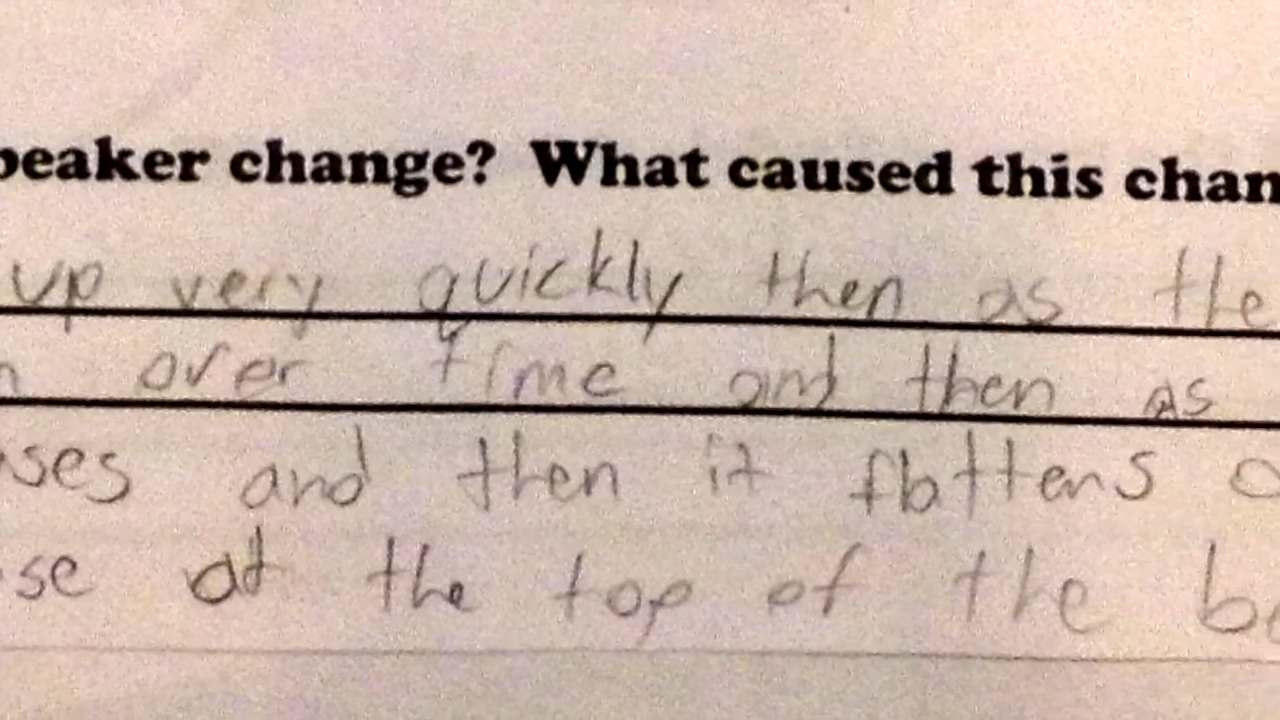 peaker change? What caused this chan
up very quickly then as the
n over time and then as
ses and then it flattens
se at the top of the